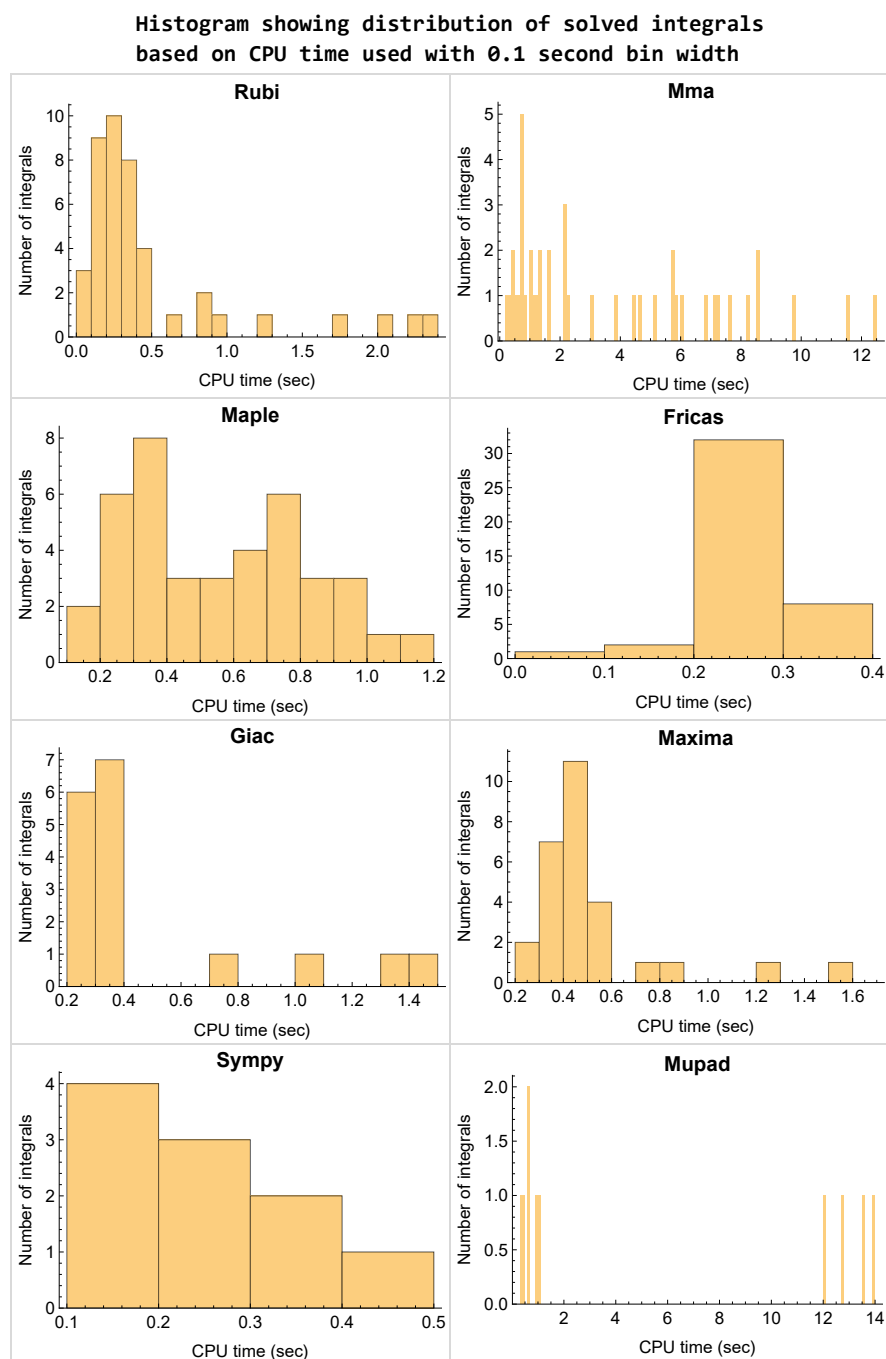 Histogram showing distribution of solved integrals
based on CPU time used with 0.1 second bin width
Rubi
Number of integrals
10
8
6
4
2
0
0.0 0.5 1.0 1.5 2.0
CPU time (sec)
Mma
Number of integrals
5
4
3
2
1
0
0 2 4 6 8 10 12
CPU time (sec)
Maple
Number of integrals
8
6
4
2
0
0.2 0.4 0.6 0.8 1.0 1.2
CPU time (sec)
Fricas
Number of integrals
30
25
20
15
10
5
0
0.0 0.1 0.2 0.3 0.4
CPU time (sec)
Giac
Number of integrals
7
6
5
4
3
2
1
0
0.2 0.4 0.6 0.8 1.0 1.2 1.4
CPU time (sec)
Maxima
Number of integrals
10
8
6
4
2
0
0.2 0.4 0.6 0.8 1.0 1.2 1.4 1.6
CPU time (sec)
Sympy
Number of integrals
4
3
2
1
0
0.1 0.2 0.3 0.4 0.5
CPU time (sec)
Mupad
Number of integrals
2.0
1.5
1.0
0.5
0.0
2 4 6 8 10 12 14
CPU time (sec)